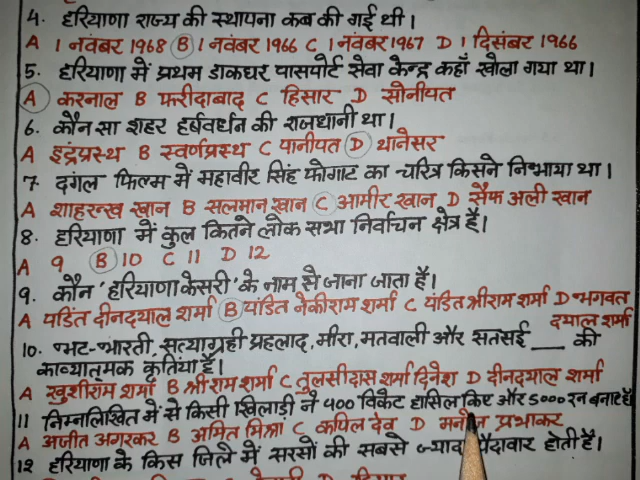 4. हरियाणा राज्य की स्थापना कब की गई थी।
A 1 नवंबर 1968 B 1 नवंबर 1966 C 1 नवंबर 1967 D 1 दिसंबर 1966
5. हरियाणा में प्रथम डाकघर पासपोर्ट सेवा केन्द्र कहाँ खोला गया था।
A करनाल B फरीदाबाद C हिसार D सोनीपत
6. कौन सा शहर हर्षवर्धन की राजधानी था।
A इंद्रप्रस्थ B स्वर्णप्रस्थ C पानीपत D थानेसर
7. दंगल फिल्म में महावीर सिंह फोगाट का चरित्र किसने निभाया था।
A शाहरुख खान B सलमान खान C आमीर खान D सैफ अली खान
8. हरियाणा में कुल कितने लोक सभा निर्वाचन क्षेत्र हैं।
A 9 B 10 C 11 D 12
9. कौन 'हरियाणा केसरी' के नाम से जाना जाता है।
A पडिंत दीनदयाल शर्मा B पंडित नेकीराम शर्मा C पंडित श्रीराम शर्मा D भगवत
दयाल शर्मा
10. भट-भारती, सत्याग्रही प्रहलाद, मीरा, मतवाली और सतसई ___ की
काव्यात्मक कृतियां हैं।
A खुशीराम शर्मा B श्री राम शर्मा C तुलसीदास शर्मा दिनेश D दीनदयाल शर्मा
11 निम्नलिखित में से किसी खिलाड़ी ने 400 विकेट हासिल किए और 5000 रन बनाए हैं
A अजीत अगरकर B अमित मिश्रा C कपिल देव D प्रभाकर
12 हरियाणा के किस जिले में सरसों की सबसे ज्यादा पैदावार होती है।